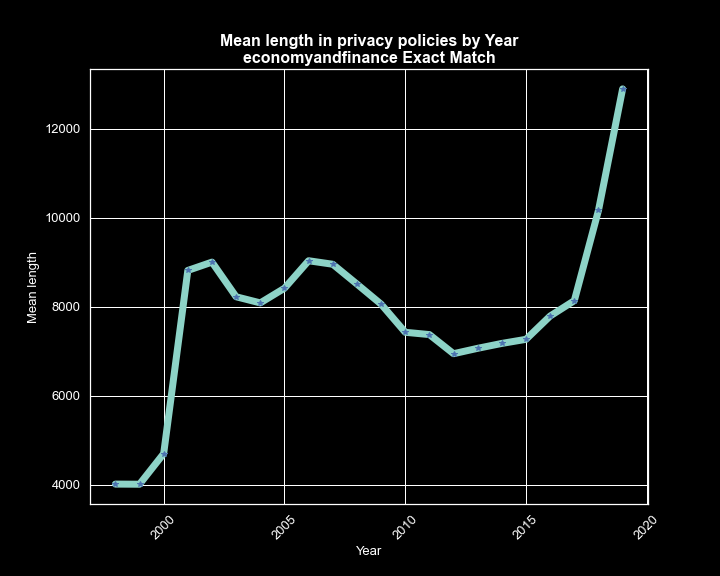 Mean length in privacy policies by Year
economyandfinance Exact Match
12000
10000
8000
6000
4000
Mean length
2000
2005
2010
2015
2020
Year